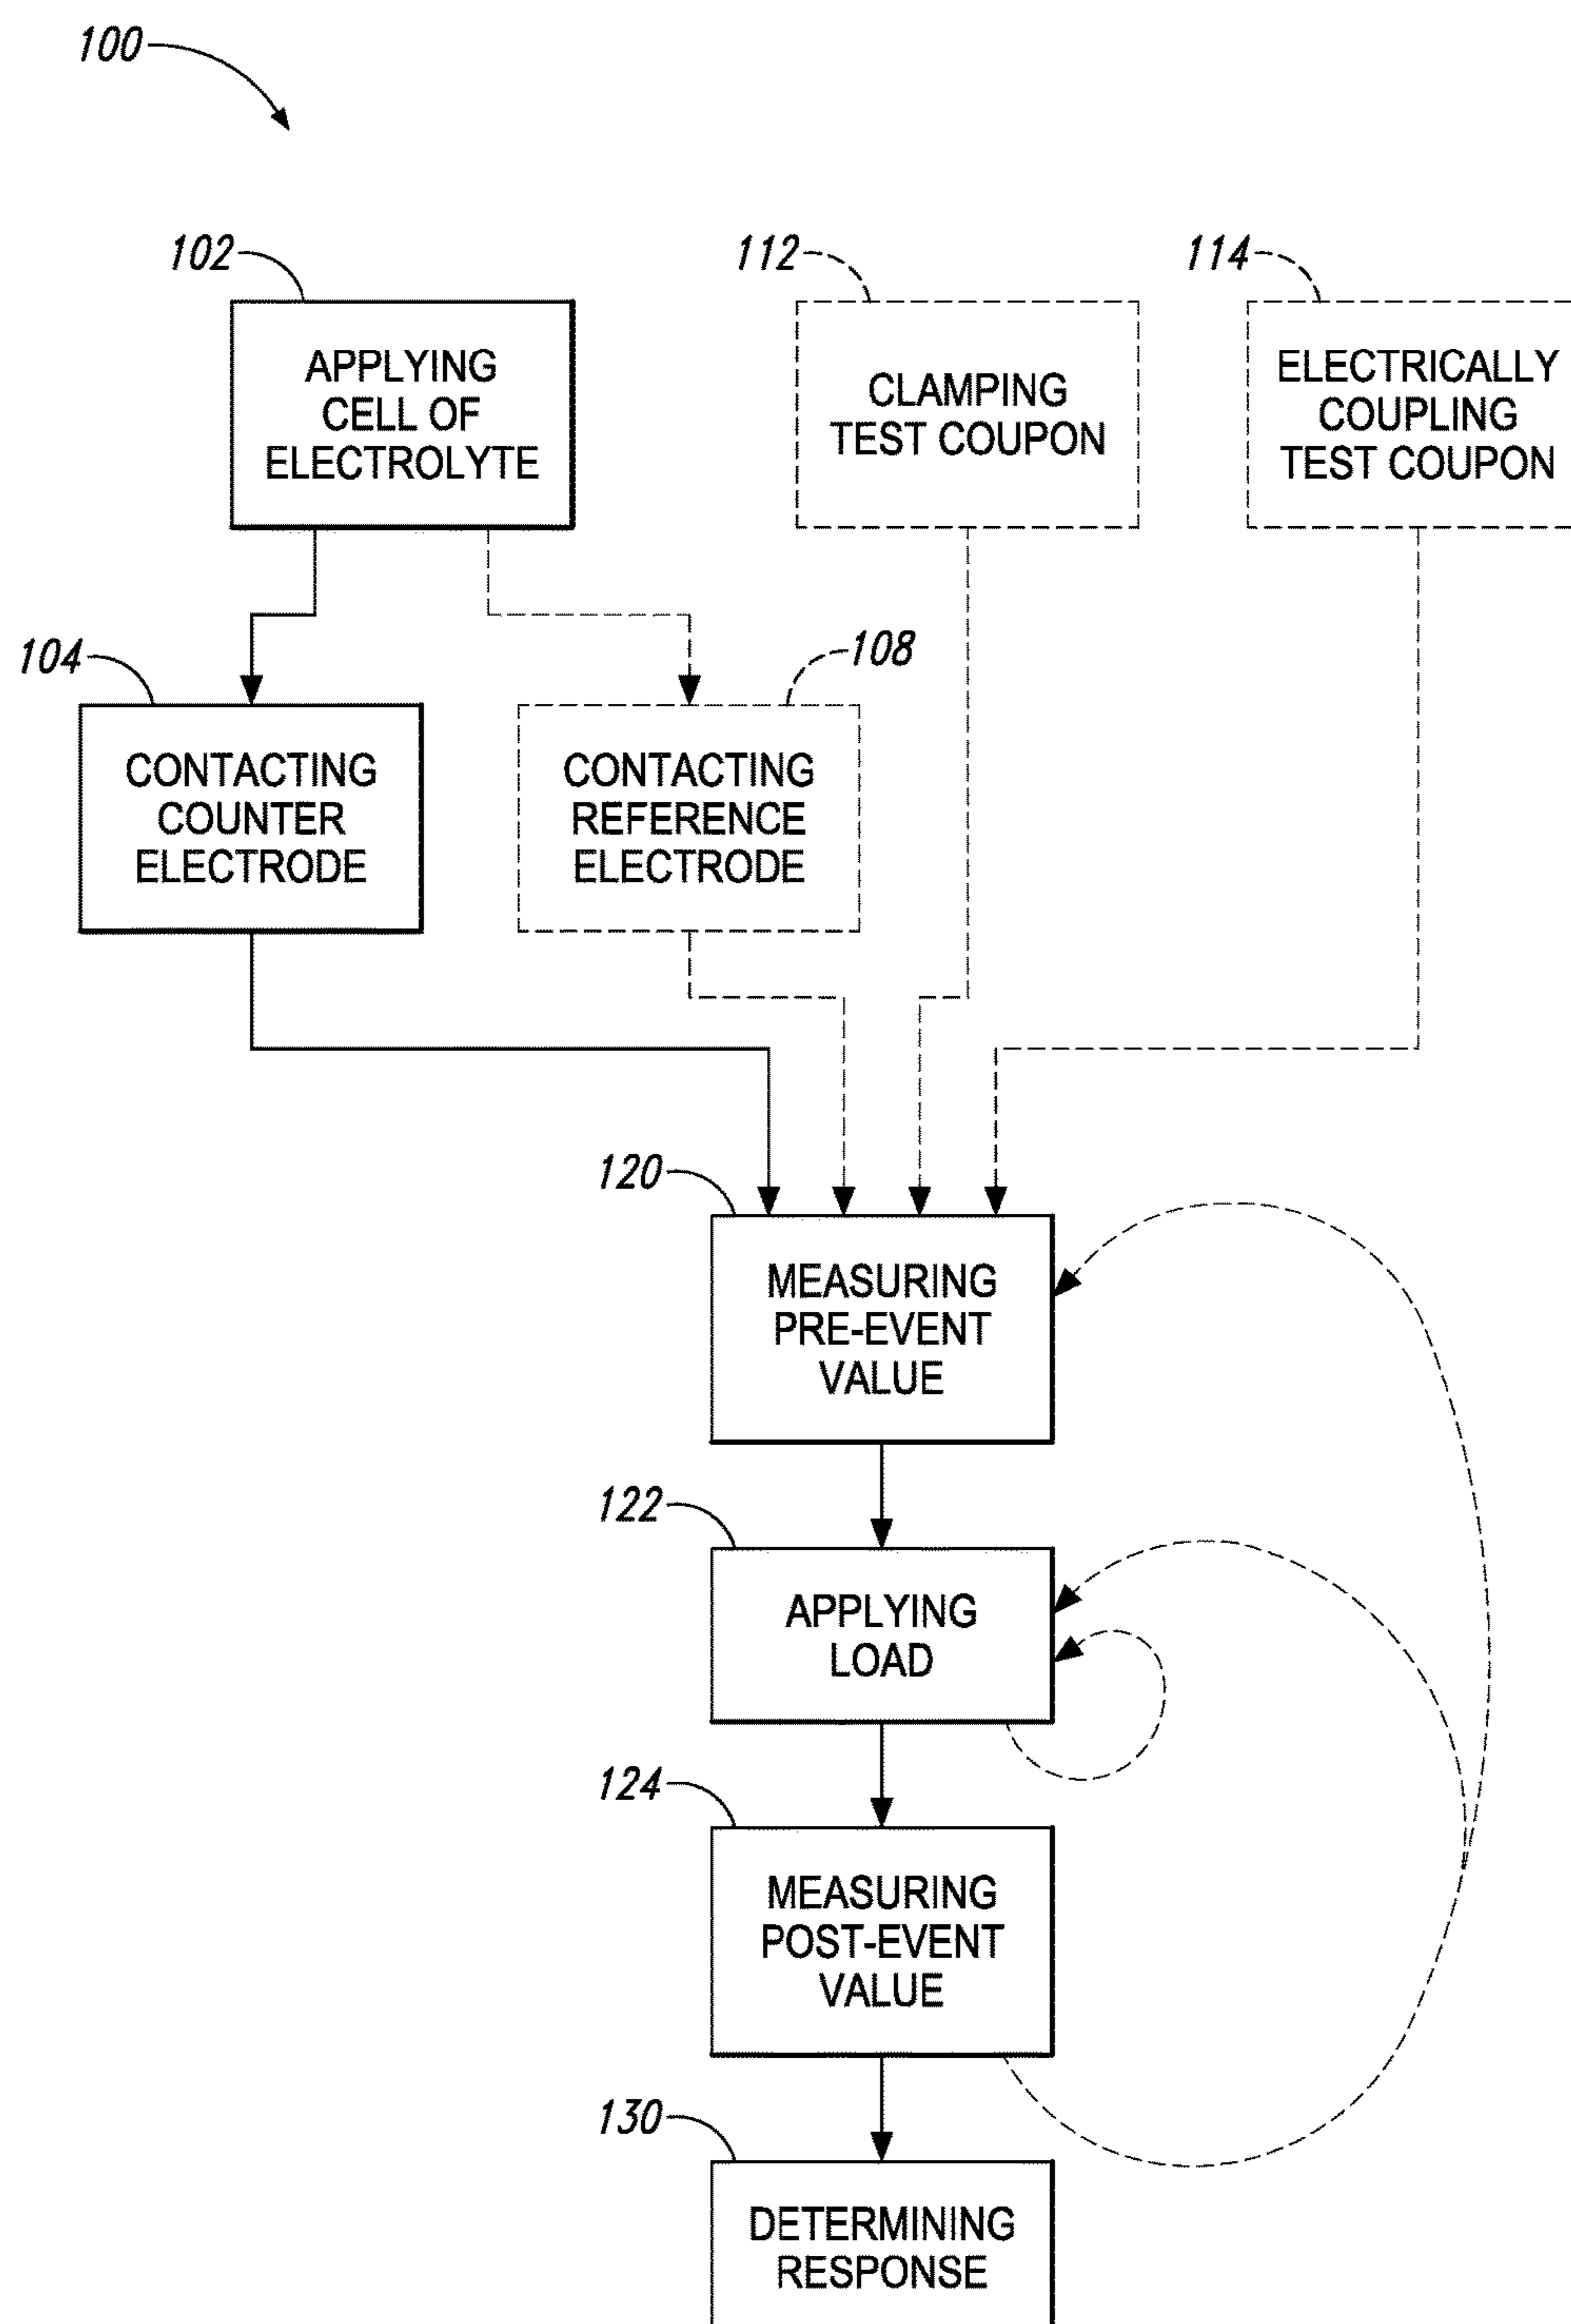 100
102
APPLYING
CELL OF
ELECTROLYTE
112
CLAMPING
TEST COUPON
114
ELECTRICALLY
COUPLING
TEST COUPON
104
CONTACTING
COUNTER
ELECTRODE
108
CONTACTING
REFERENCE
ELECTRODE
120
MEASURING
PRE-EVENT
VALUE
122
APPLYING
LOAD
124
MEASURING
POST-EVENT
VALUE
130
DETERMINING
RESPONSE